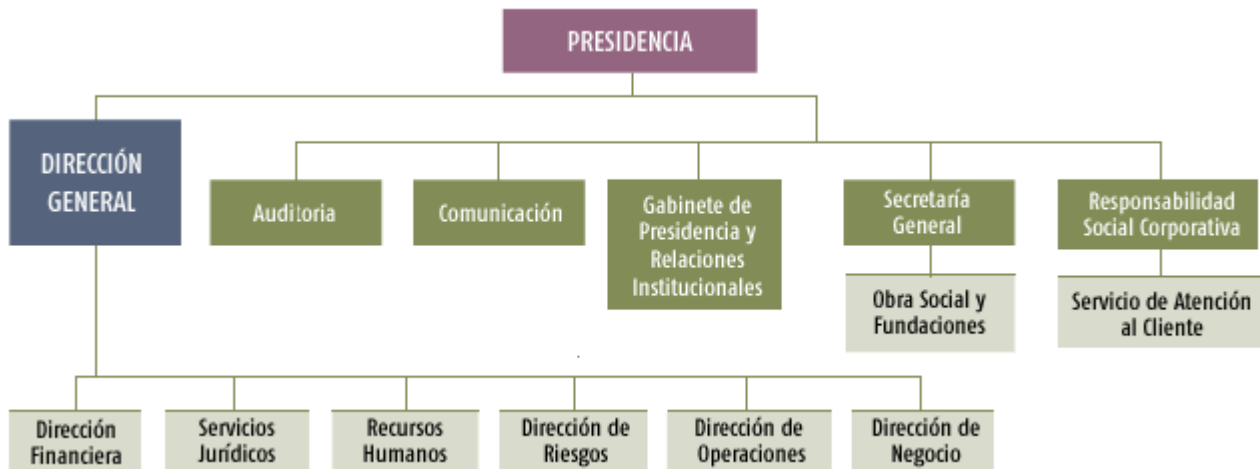 PRESIDENCIA
DIRECCIÓN
GENERAL
Auditoria
Comunicación
Gabinete de
Presidencia y
Relaciones
Institucionales
Secretaría
General
Responsabilidad
Social Corporativa
Obra Social y
Fundaciones
Servicio de Atención
al Cliente
Dirección
Financiera
Servicios
Jurídicos
Recursos
Humanos
Dirección de
Riesgos
Dirección de
Operaciones
Dirección de
Negocio